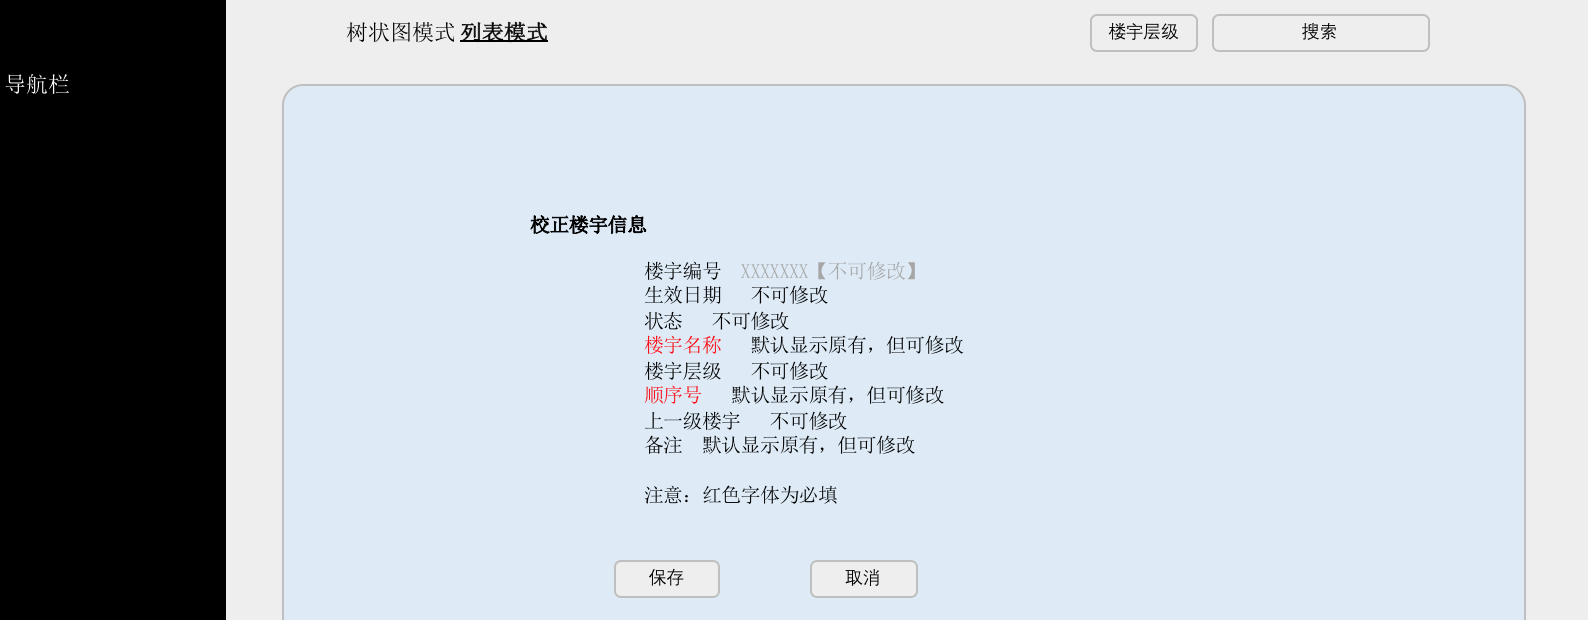 树状图模式 列表模式
楼宇层级
搜索
导航栏
校正楼宇信息
楼宇编号 XXXXXXX【不可修改】
生效日期 不可修改
状态 不可修改
楼宇名称 默认显示原有，但可修改
楼宇层级 不可修改
顺序号 默认显示原有，但可修改
上一级楼宇 不可修改
备注 默认显示原有，但可修改
注意：红色字体为必填
保存
取消